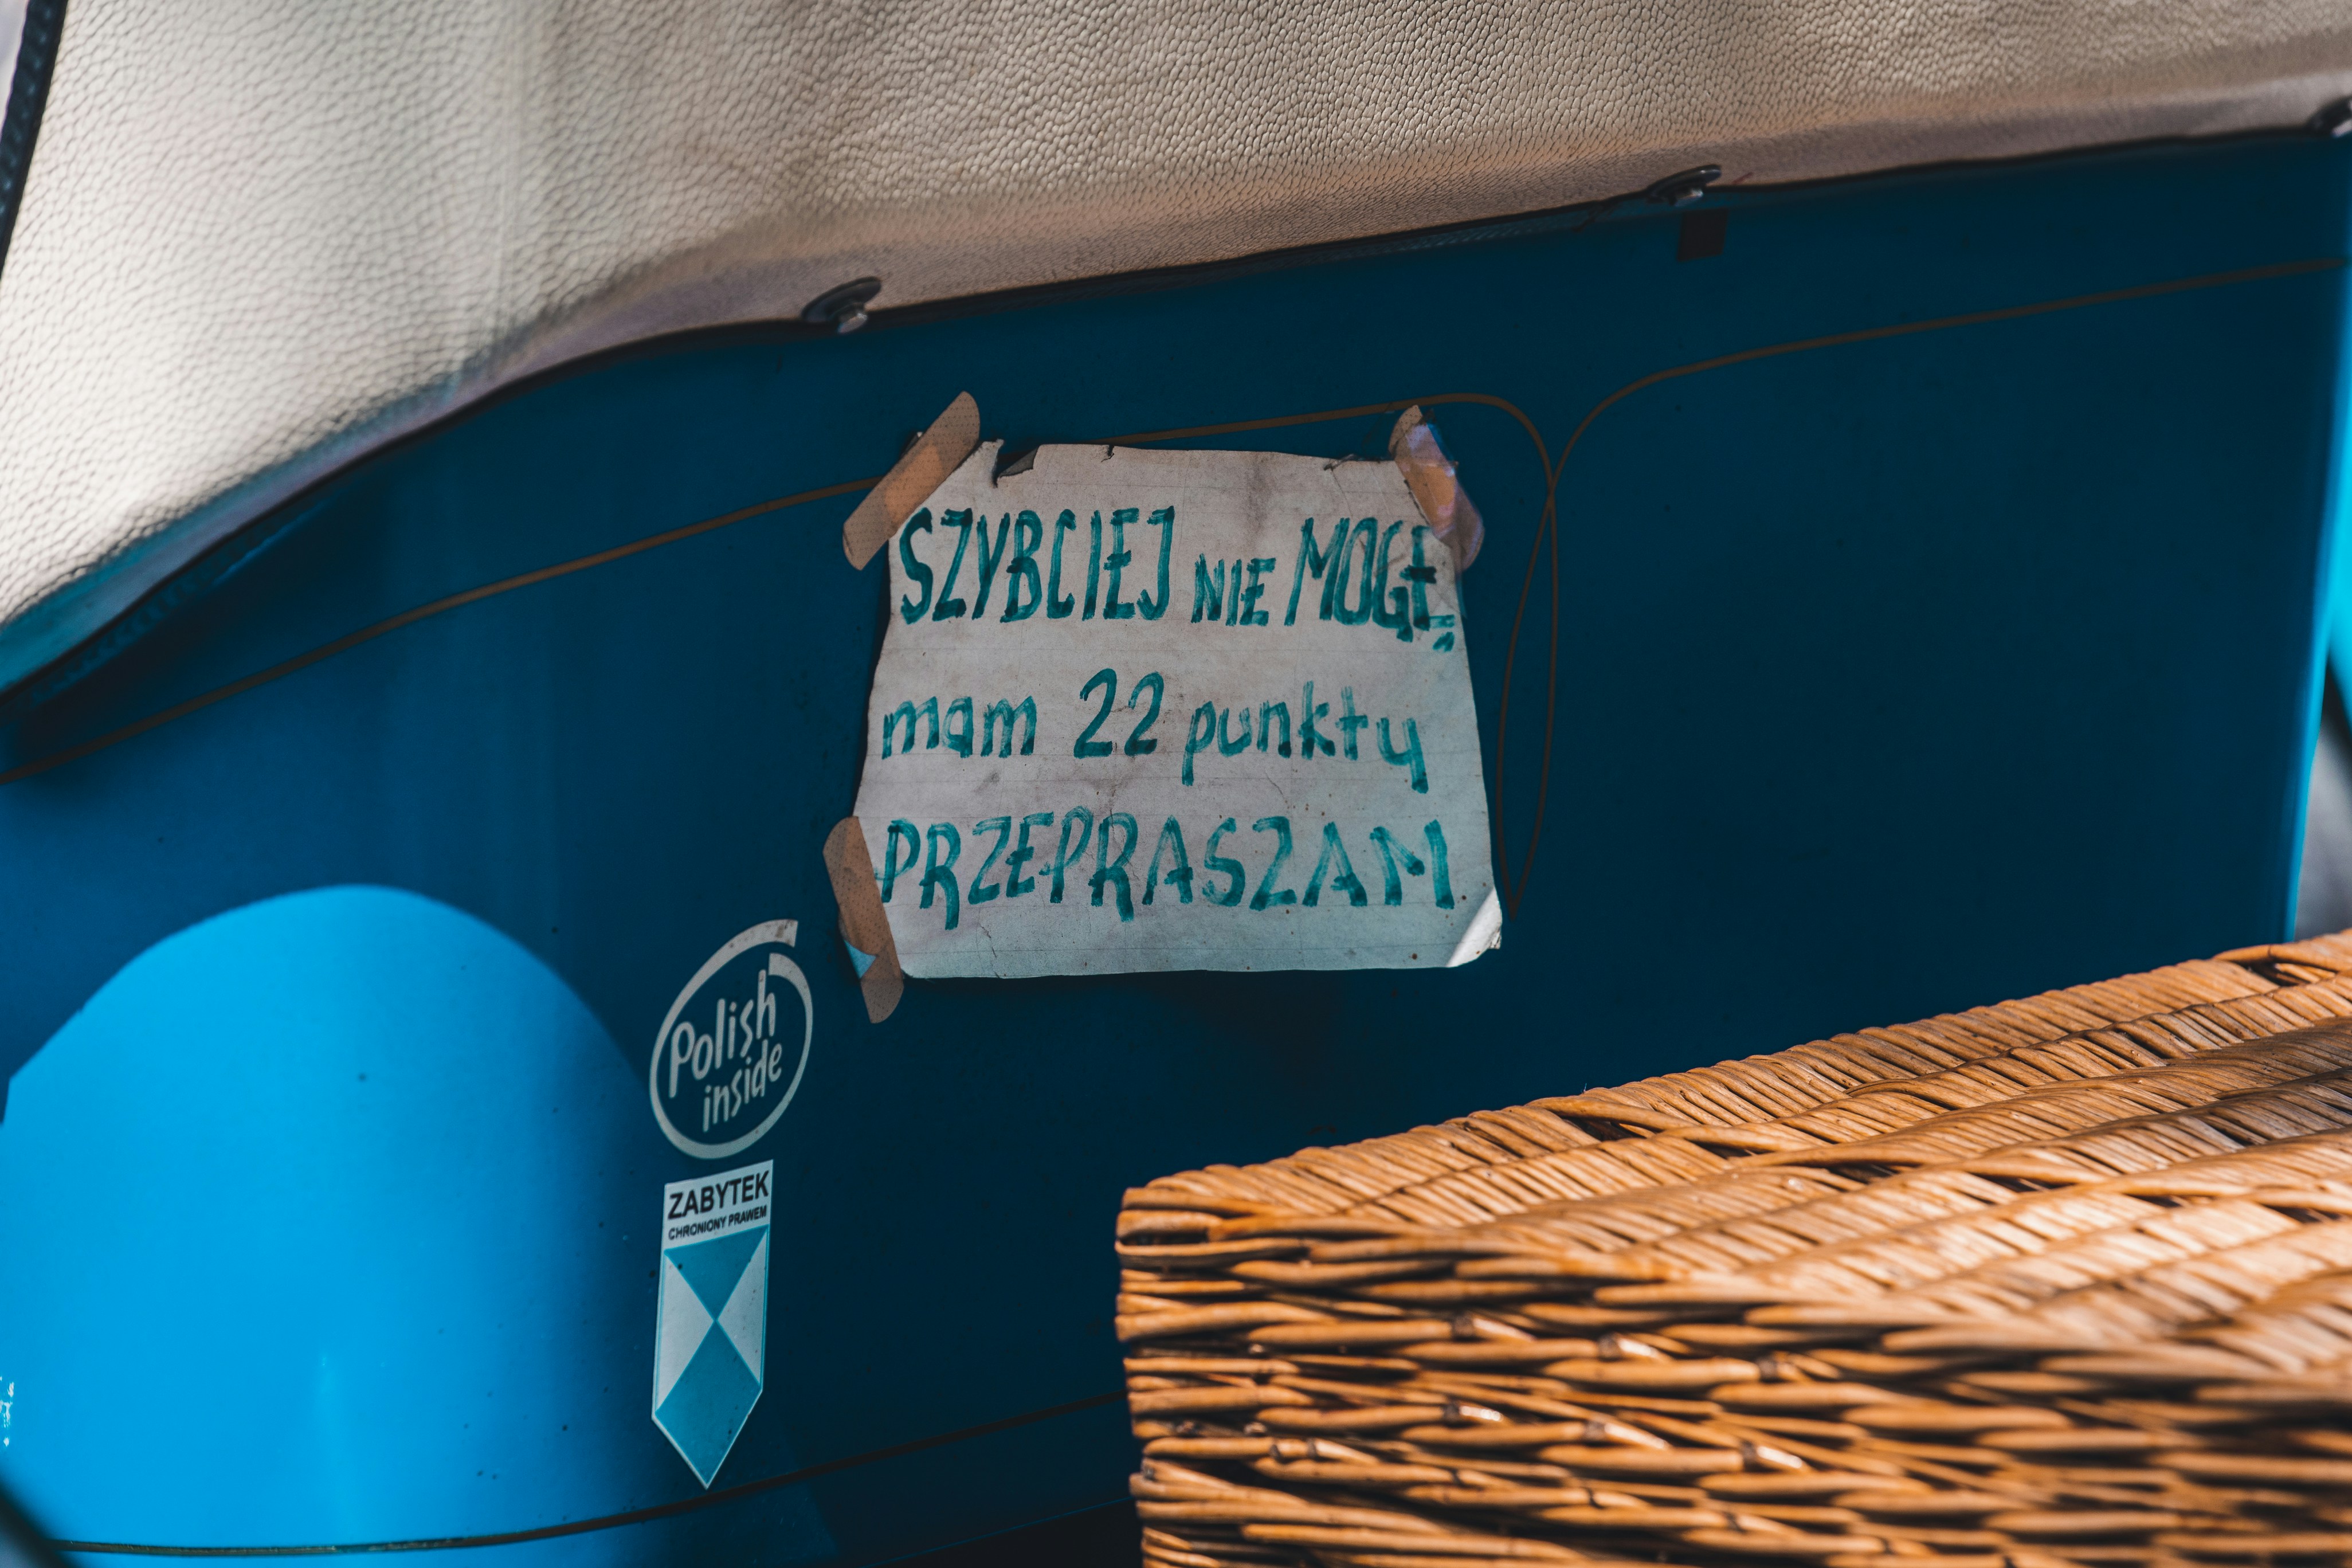 SZYBCIEJ NIE MOGĘ
mam 22 punkty
PRZEPRASZAM
Polish
inside
ZABYTEK
CHRONIONY PRAWEM